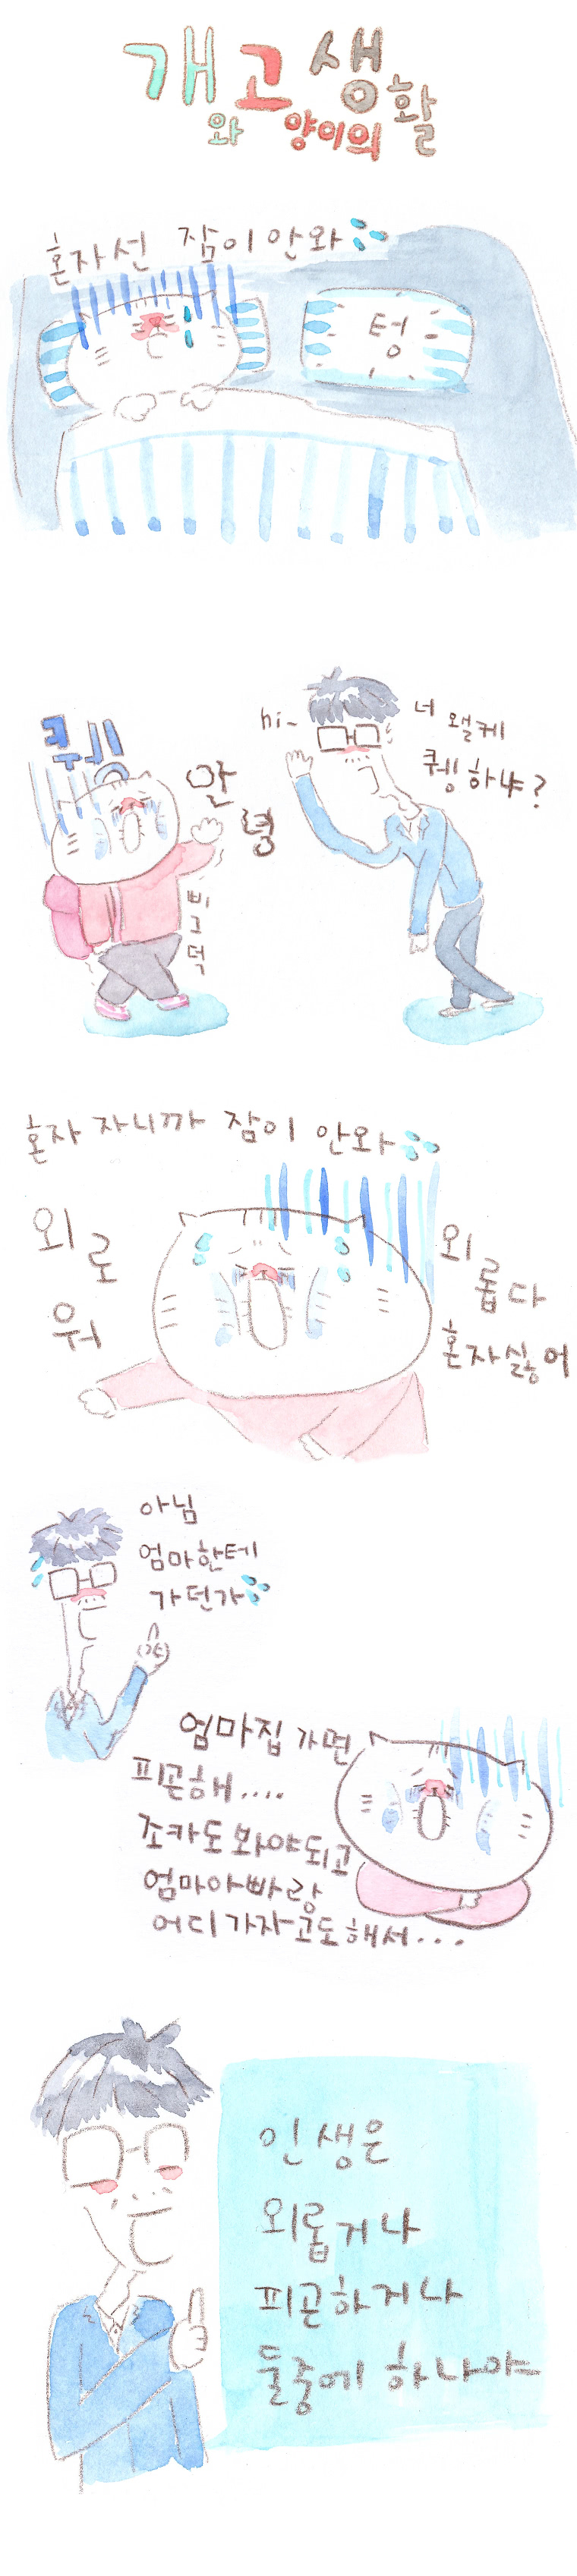 개와 고양이의 생활
혼자선 잠이 안와
텅
퀭
안녕
삐그덕
hi~
너 왤케
퀭하냐?
혼자 자니까 잠이 안와
외로워
외롭다
혼자싫어
아님
엄마한테
가던가
엄마집 가면
피곤해....
조카도 봐야되고
엄마아빠랑
어디가자고도해서...
인생은
외롭거나
피곤하거나
둘중에 하나야~